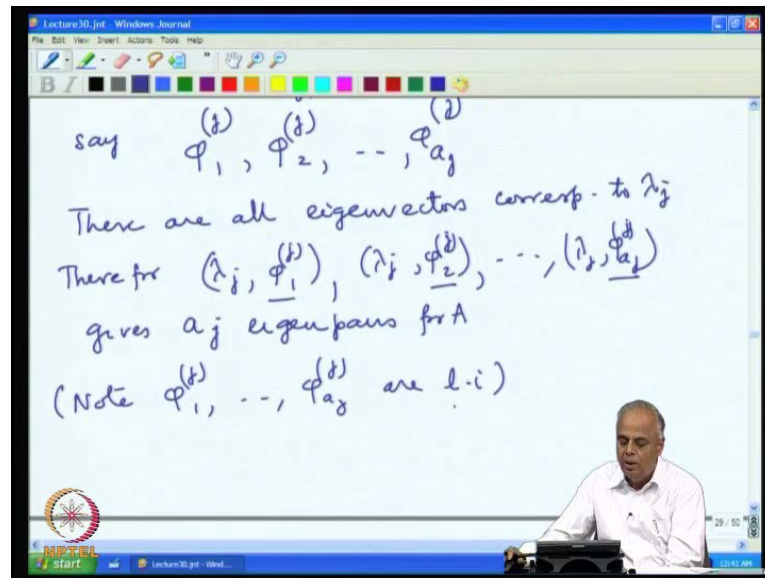 Lecture30.jnt - Windows Journal
File Edit View Insert Actions Tools Help
B I
say φ₁^(j), φ₂^(j), --, φ_{a_j}^(j)
There are all eigenvectors corresp. to λ_j
There for (λ_j, φ₁^(j)), (λ_j, φ₂^(j)), ---, (λ_j, φ_{a_j}^(j))
gives a_j eigenpairs for A
(Note φ₁^(j), --, φ_{a_j}^(j) are l.i)
29 / 50
NPTEL
start Lecture30.jnt - Wind... 12:41 AM